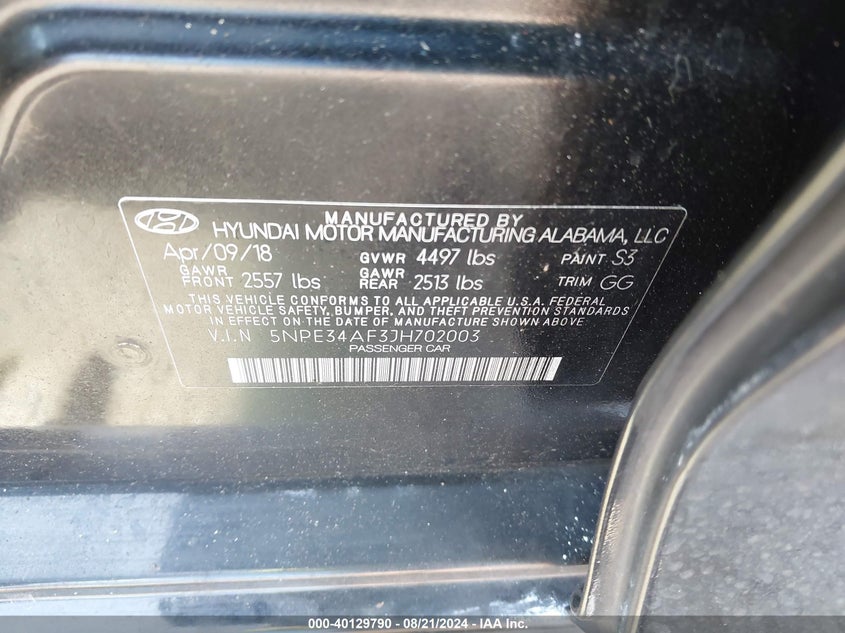 MANUFACTURED BY
HYUNDAI MOTOR MANUFACTURING ALABAMA, LLC
Apr/09/18 GVWR 4497 lbs PAINT S3
GAWR FRONT 2557 lbs GAWR REAR 2513 lbs TRIM GG
THIS VEHICLE CONFORMS TO ALL APPLICABLE U.S.A. FEDERAL
MOTOR VEHICLE SAFETY, BUMPER, AND THEFT PREVENTION STANDARDS
IN EFFECT ON THE DATE OF MANUFACTURE SHOWN ABOVE
V.I.N 5NPE34AF3JH702003
PASSENGER CAR
000-40129790 - 08/21/2024 - IAA Inc.